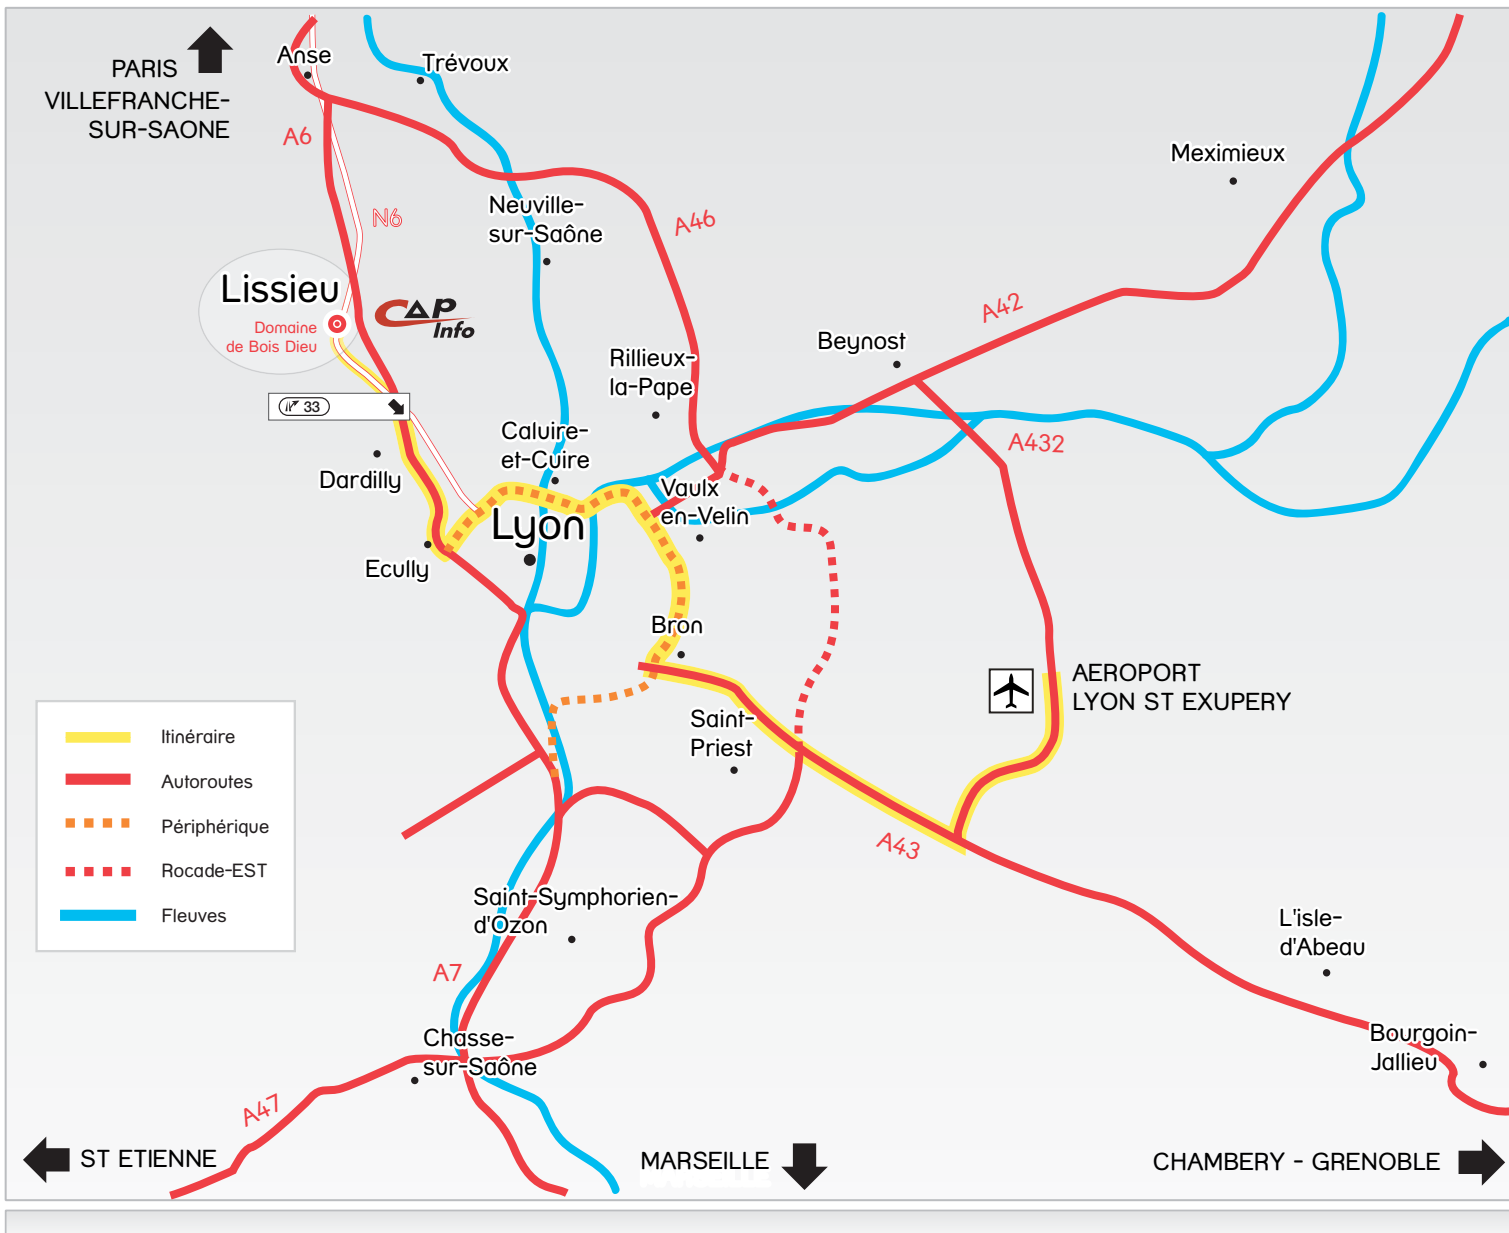 Anse
Trévoux
PARIS
VILLEFRANCHE-
SUR-SAONE
A6
Meximieux
N6
Neuville-
sur-Saône
A46
Lissieu
Domaine
de Bois Dieu
CAP
Info
A42
Beynost
Rillieux-
la-Pape
33
Caluire-
et-Cuire
A432
Dardilly
Vaulx
en-Velin
Lyon
Ecully
Bron
AEROPORT
LYON ST EXUPERY
Saint-
Priest
Itinéraire
Autoroutes
Périphérique
Rocade-EST
Fleuves
A43
Saint-Symphorien-
d'Ozon
L'isle-
d'Abeau
A7
Chasse-
sur-Saône
Bourgoin-
Jallieu
A47
ST ETIENNE
MARSEILLE
CHAMBERY - GRENOBLE